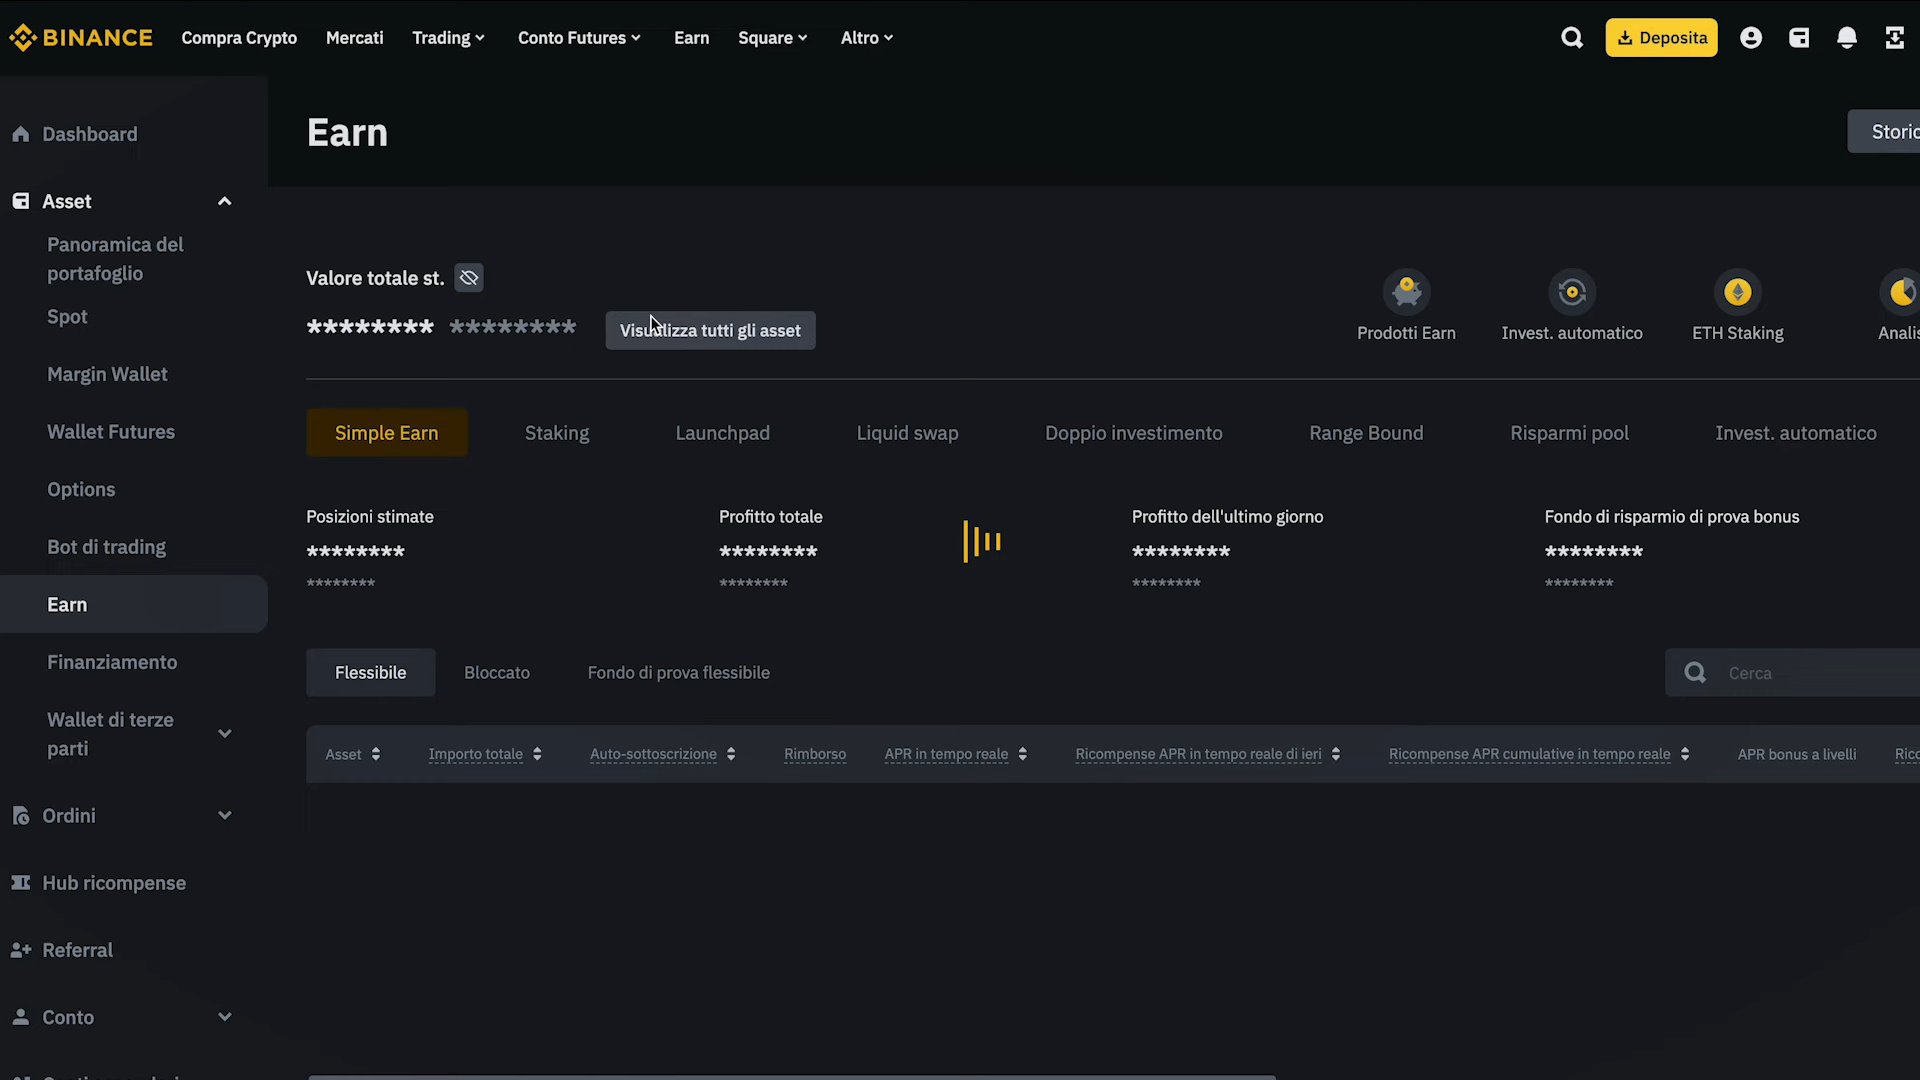 BINANCE Compra Crypto Mercati Trading Conto Futures Earn Square Altro Deposita
Dashboard
Asset
Panoramica del
portafoglio
Spot
Margin Wallet
Wallet Futures
Options
Bot di trading
Earn
Finanziamento
Wallet di terze
parti
Ordini
Hub ricompense
Referral
Conto
Earn
Storic
Valore totale st.
******** ********
Visualizza tutti gli asset
Prodotti Earn Invest. automatico ETH Staking Analis
Simple Earn Staking Launchpad Liquid swap Doppio investimento Range Bound Risparmi pool Invest. automatico
Posizioni stimate Profitto totale Profitto dell'ultimo giorno Fondo di risparmio di prova bonus
******** ******** ******** ********
******** ******** ******** ********
Flessibile Bloccato Fondo di prova flessibile Cerca
Asset Importo totale Auto-sottoscrizione Rimborso APR in tempo reale Ricompense APR in tempo reale di ieri Ricompense APR cumulative in tempo reale APR bonus a livelli Rico